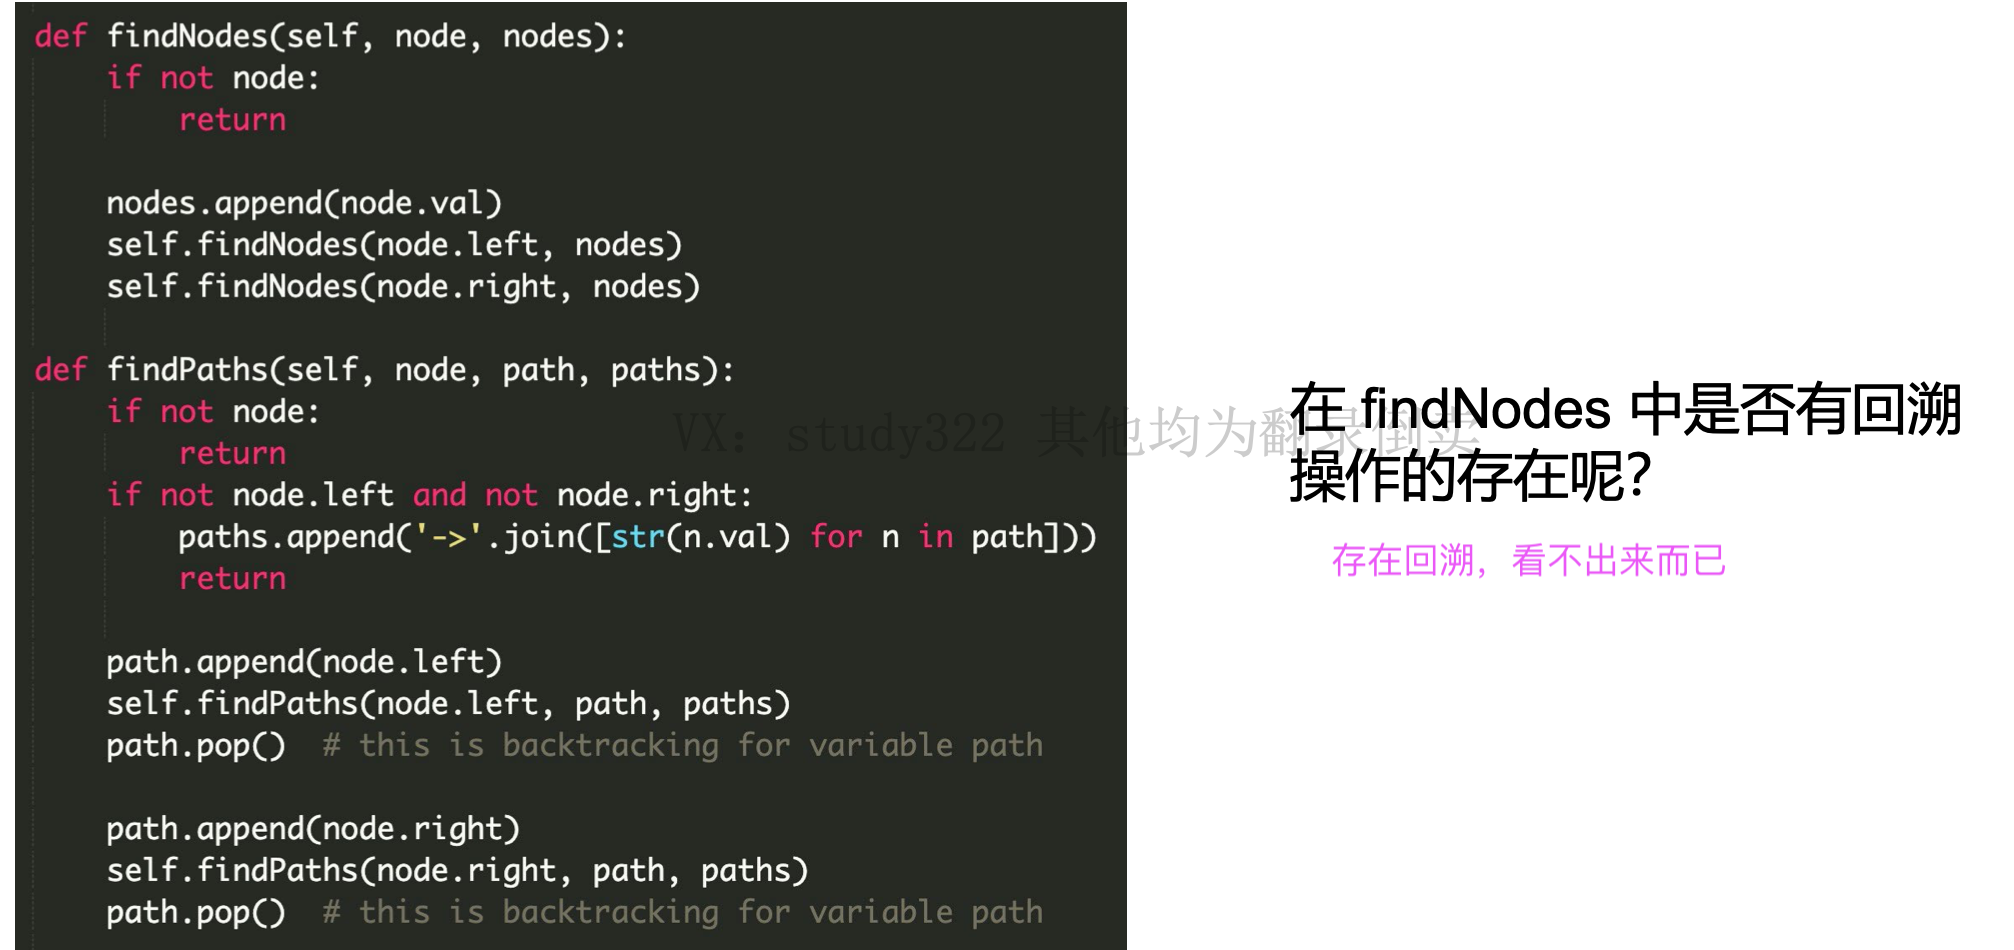 def findNodes(self, node, nodes):
    if not node:
        return

    nodes.append(node.val)
    self.findNodes(node.left, nodes)
    self.findNodes(node.right, nodes)

def findPaths(self, node, path, paths):
    if not node:
        return
    if not node.left and not node.right:
        paths.append('->'.join([str(n.val) for n in path]))
        return

    path.append(node.left)
    self.findPaths(node.left, path, paths)
    path.pop()  # this is backtracking for variable path

    path.append(node.right)
    self.findPaths(node.right, path, paths)
    path.pop()  # this is backtracking for variable path
VX：study322 其他均为翻录倒卖
在 findNodes 中是否有回溯
操作的存在呢？
存在回溯，看不出来而已